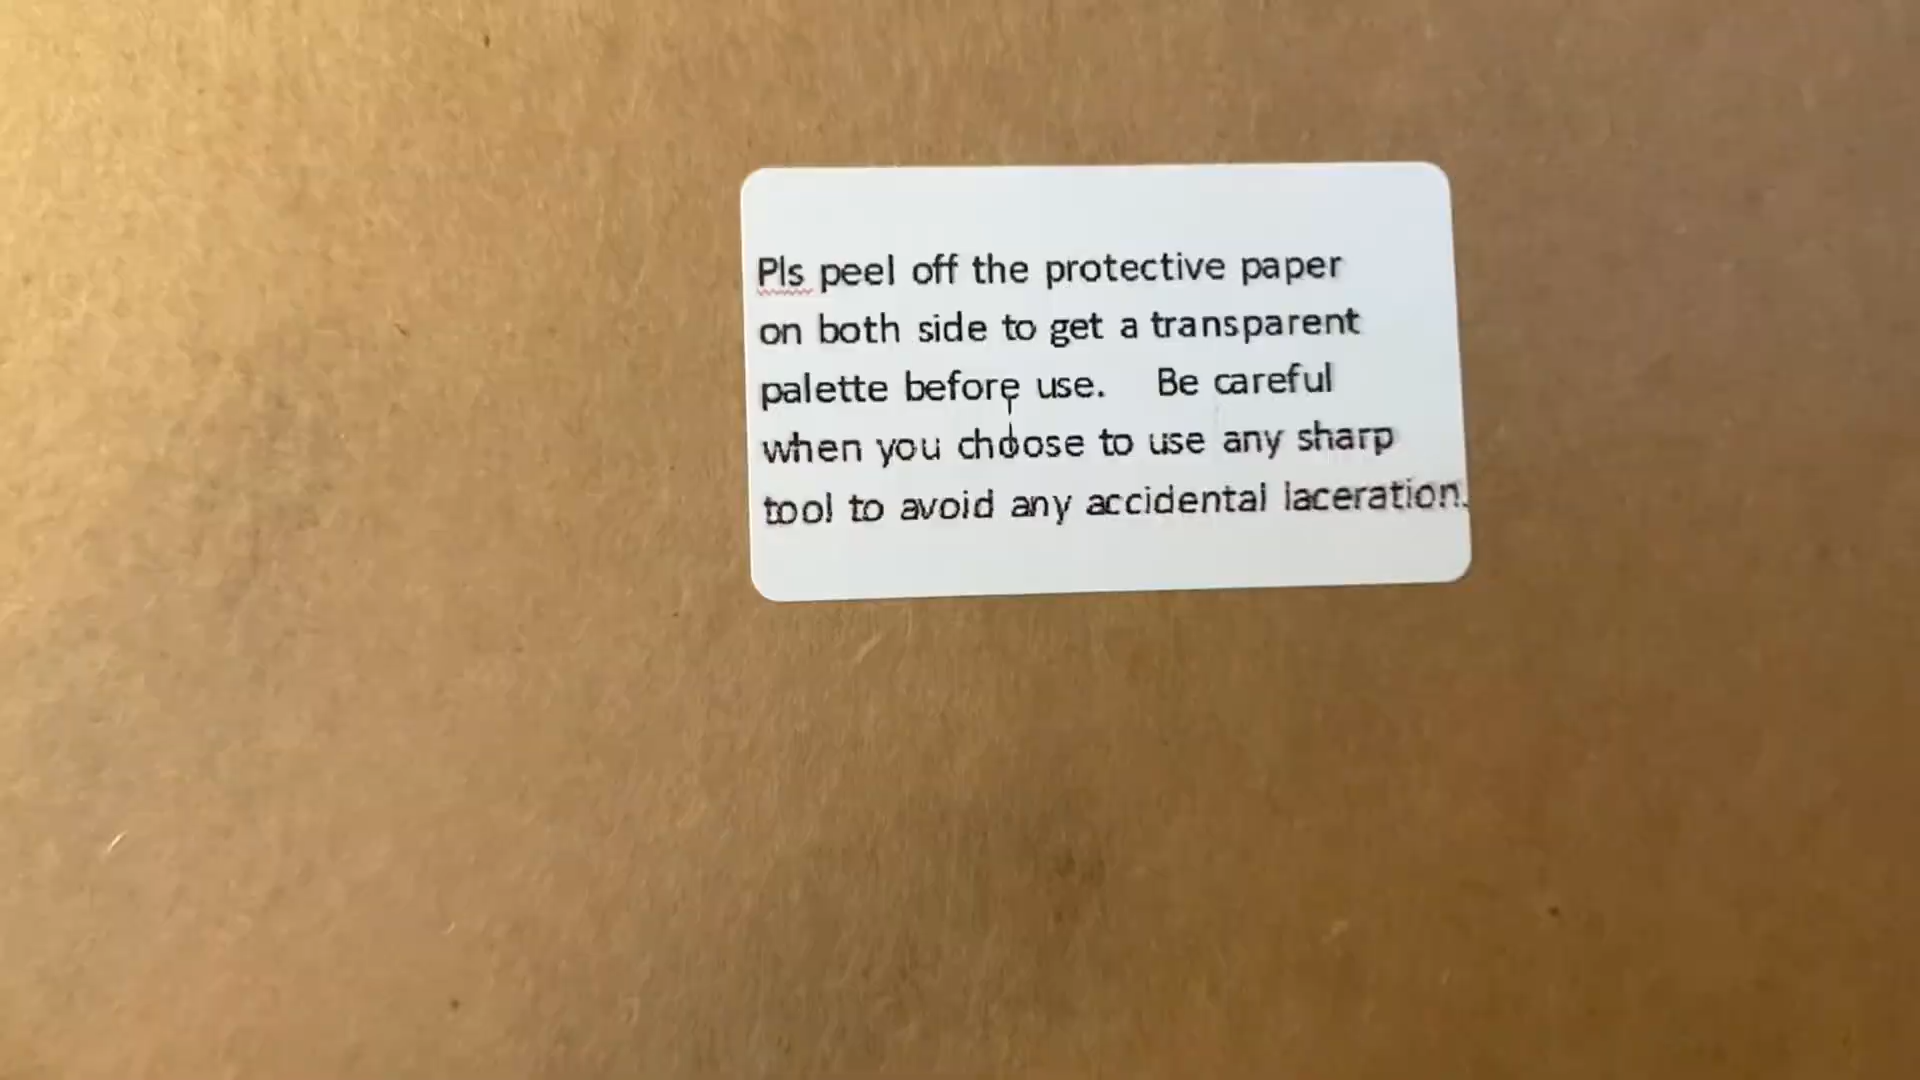 Pls peel off the protective paper
on both side to get a transparent
palette before use. Be careful
when you choose to use any sharp
tool to avoid any accidental laceration.